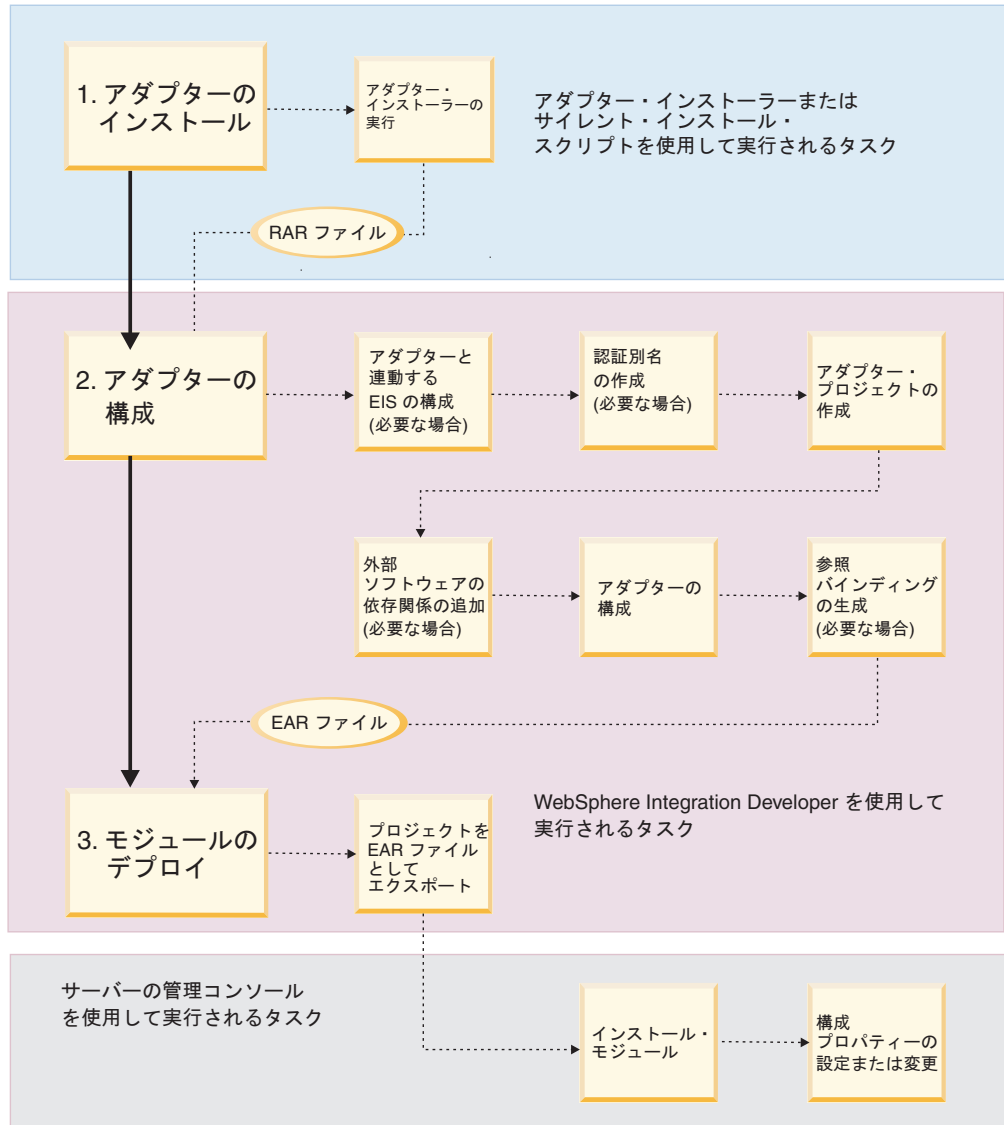 1. アダプターの
インストール
アダプター・
インストーラーの
実行
アダプター・インストーラーまたは
サイレント・インストール・
スクリプトを使用して実行されるタスク
RAR ファイル
2. アダプターの
構成
アダプターと
連動する
EIS の構成
(必要な場合)
認証別名
の作成
(必要な場合)
アダプター・
プロジェクトの
作成
外部
ソフトウェアの
依存関係の追加
(必要な場合)
アダプターの
構成
参照
バインディング
の生成
(必要な場合)
EAR ファイル
3. モジュールの
デプロイ
プロジェクトを
EAR ファイル
として
エクスポート
WebSphere Integration Developer を使用して
実行されるタスク
サーバーの管理コンソール
を使用して実行されるタスク
インストール・
モジュール
構成
プロパティーの
設定または変更